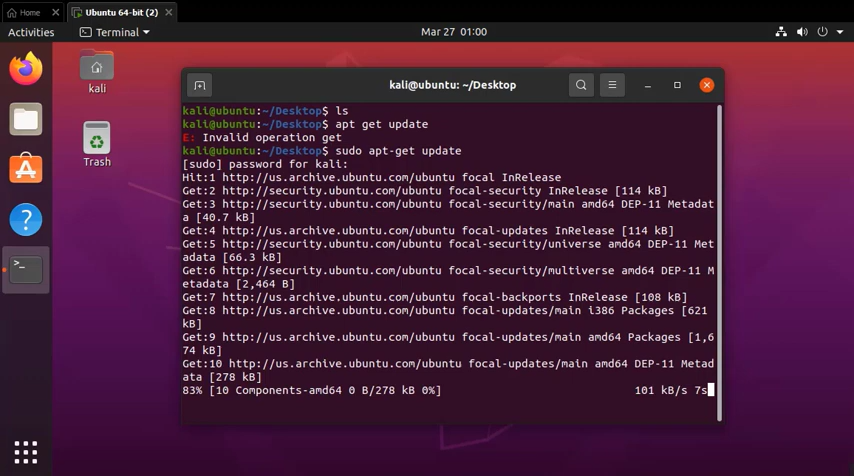 Home
Ubuntu 64-bit (2)
Activities
Terminal
Mar 27 01:00
kali
Trash
kali@ubuntu: ~/Desktop
kali@ubuntu:~/Desktop$ ls
kali@ubuntu:~/Desktop$ apt get update
E: Invalid operation get
kali@ubuntu:~/Desktop$ sudo apt-get update
[sudo] password for kali:
Hit:1 http://us.archive.ubuntu.com/ubuntu focal InRelease
Get:2 http://security.ubuntu.com/ubuntu focal-security InRelease [114 kB]
Get:3 http://security.ubuntu.com/ubuntu focal-security/main amd64 DEP-11 Metadat
a [40.7 kB]
Get:4 http://us.archive.ubuntu.com/ubuntu focal-updates InRelease [114 kB]
Get:5 http://security.ubuntu.com/ubuntu focal-security/universe amd64 DEP-11 Met
adata [66.3 kB]
Get:6 http://security.ubuntu.com/ubuntu focal-security/multiverse amd64 DEP-11 M
etadata [2,464 B]
Get:7 http://us.archive.ubuntu.com/ubuntu focal-backports InRelease [108 kB]
Get:8 http://us.archive.ubuntu.com/ubuntu focal-updates/main i386 Packages [621
kB]
Get:9 http://us.archive.ubuntu.com/ubuntu focal-updates/main amd64 Packages [1,6
74 kB]
Get:10 http://us.archive.ubuntu.com/ubuntu focal-updates/main amd64 DEP-11 Metad
ata [278 kB]
83% [10 Components-amd64 0 B/278 kB 0%] 101 kB/s 7s